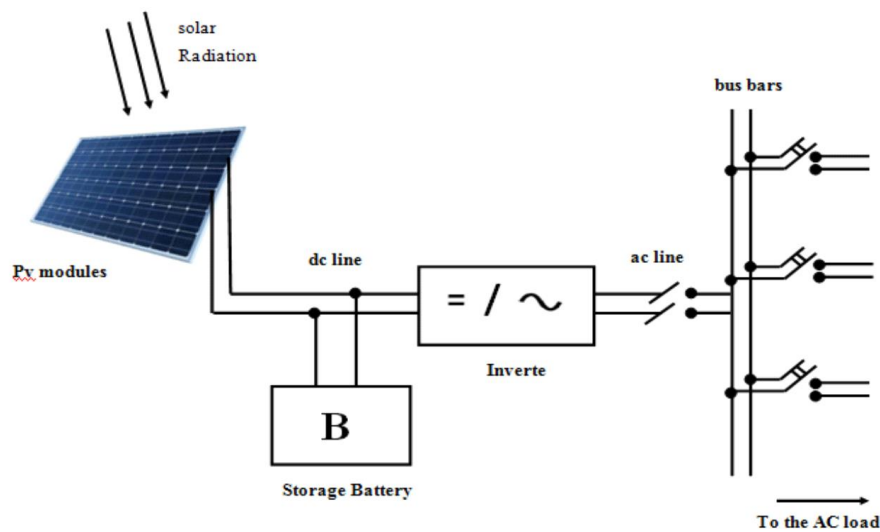 solar
Radiation
bus bars
Pv modules
dc line
ac line
= / ~
Inverte
B
Storage Battery
To the AC load